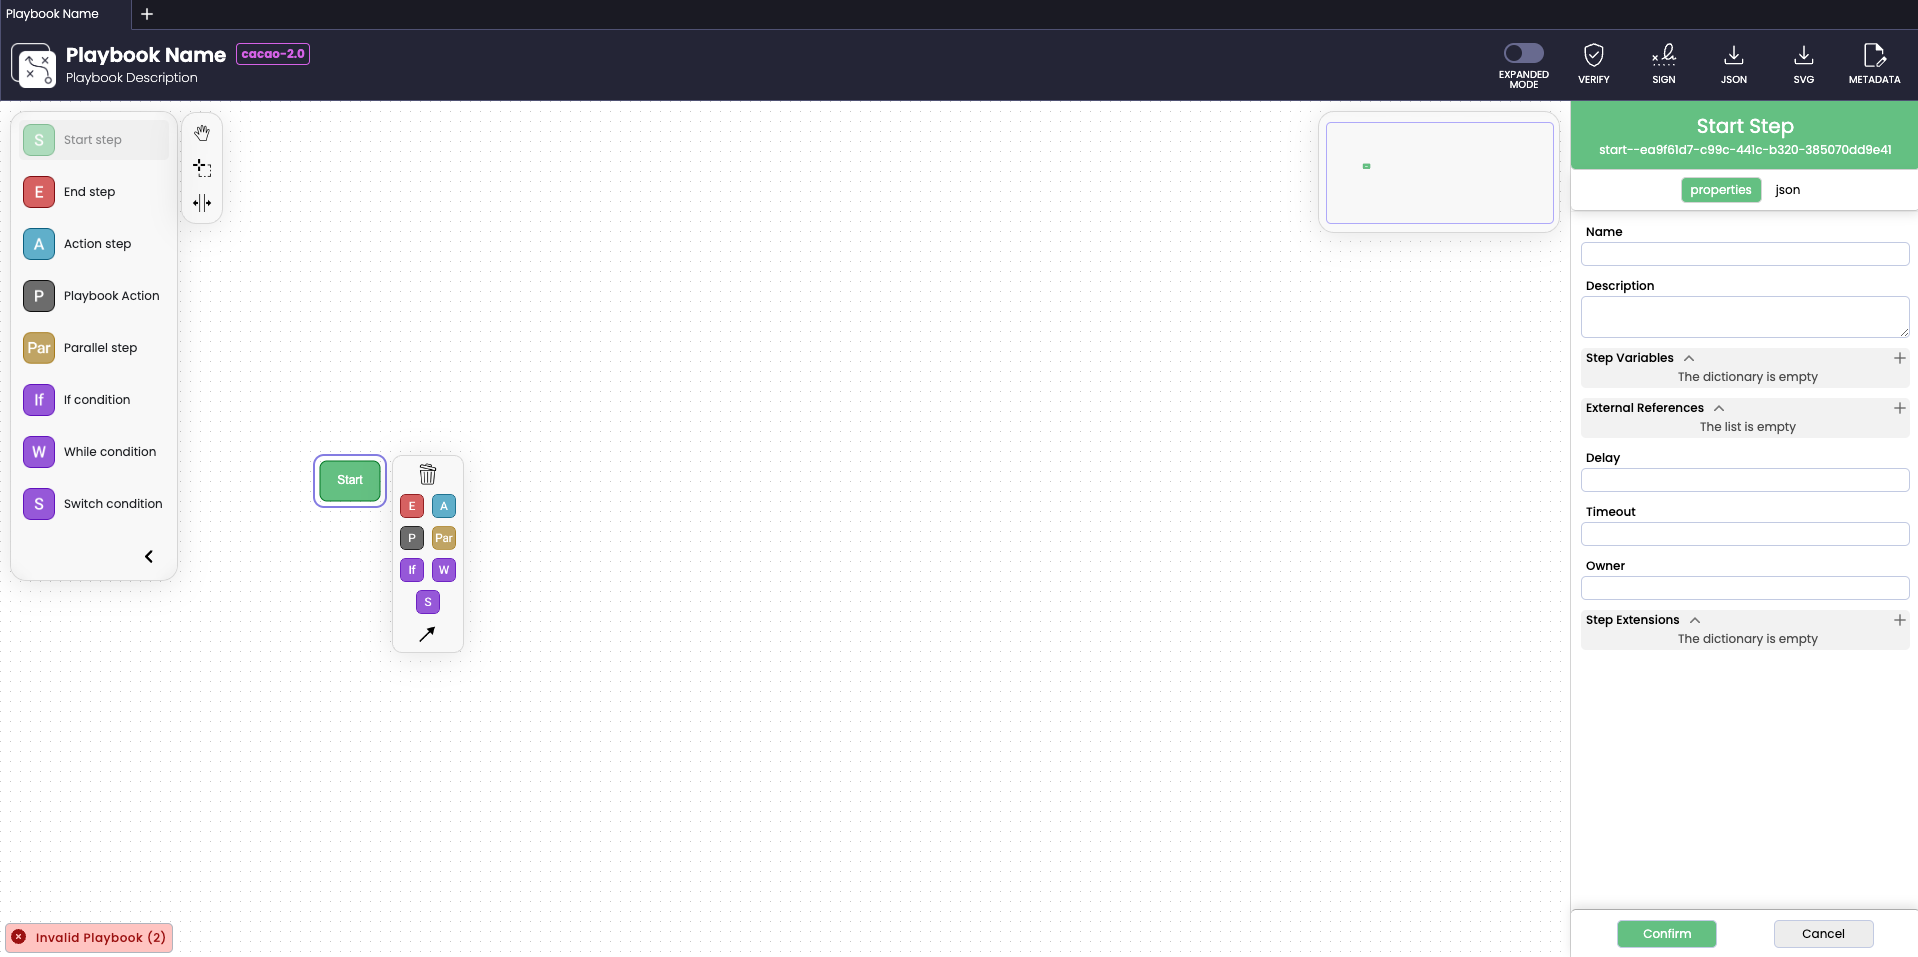 Playbook Name
Playbook Name cacao-2.0
Playbook Description
EXPANDED MODE
VERIFY
SIGN
JSON
SVG
METADATA
S Start step
E End step
A Action step
P Playbook Action
Par Parallel step
If If condition
W While condition
S Switch condition
Start
E A
P Par
If W
S
Start Step
start--ea9f61d7-c99c-441c-b320-385070dd9e41
properties json
Name
Description
Step Variables
The dictionary is empty
External References
The list is empty
Delay
Timeout
Owner
Step Extensions
The dictionary is empty
Invalid Playbook (2)
Confirm Cancel